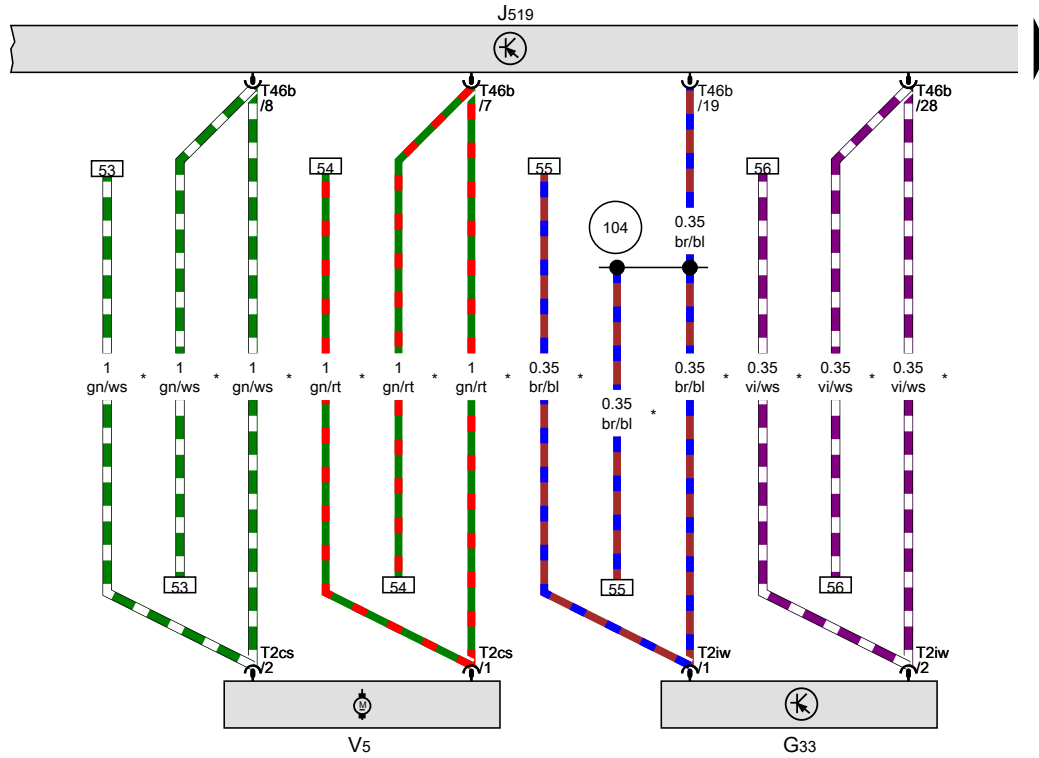 J519
T46b
/8
T46b
/7
T46b
/19
T46b
/28
53
54
55
56
104
0.35
br/bl
1
gn/ws
*
1
gn/ws
*
1
gn/ws
*
1
gn/rt
*
1
gn/rt
*
1
gn/rt
*
0.35
br/bl
*
0.35
br/bl
*
0.35
br/bl
0.35
vi/ws
*
0.35
vi/ws
*
0.35
vi/ws
*
53
54
55
56
T2cs
/2
T2cs
/1
T2iw
/1
T2iw
/2
M
V5
G33